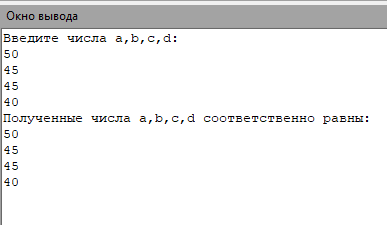 Окно вывода
Введите числа a,b,c,d:
50
45
45
40
Полученные числа a,b,c,d соответственно равны:
50
45
45
40